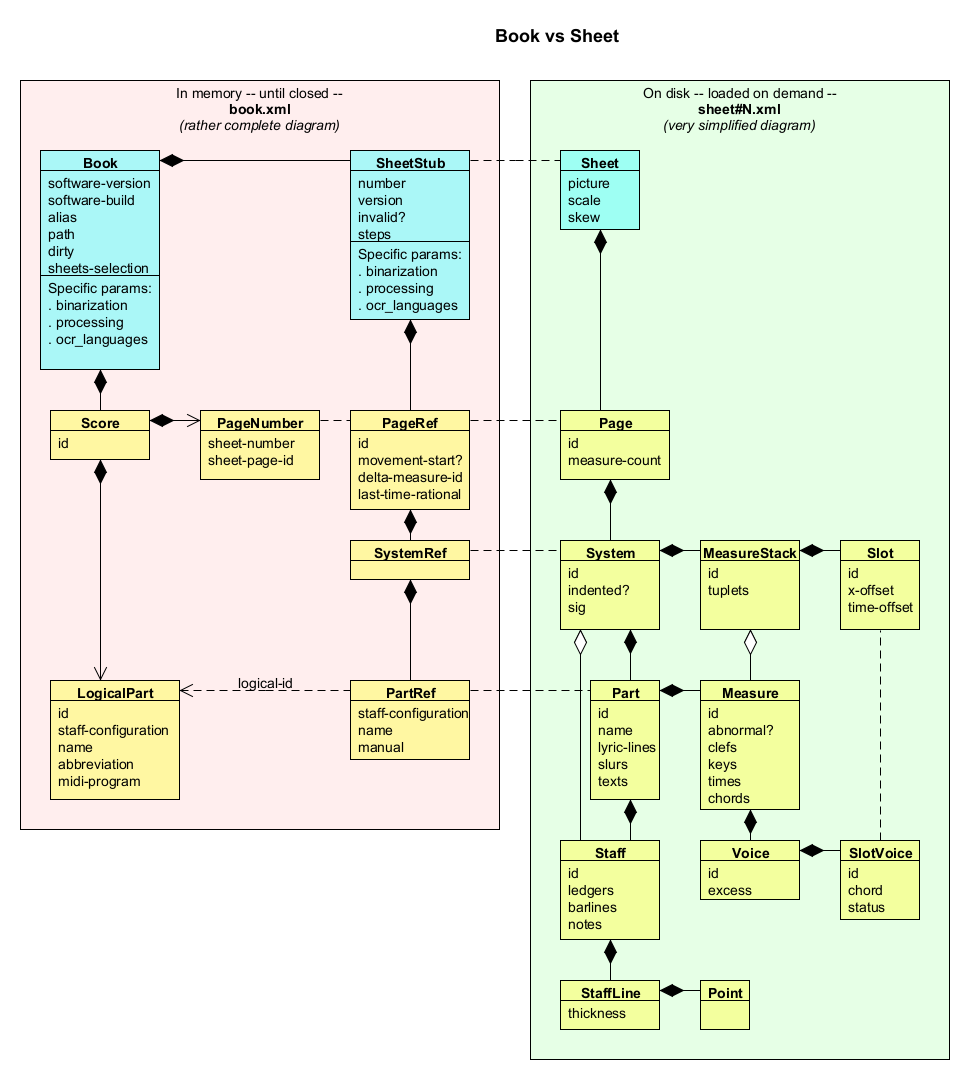 Book vs Sheet
In memory -- until closed --
book.xml
(rather complete diagram)
Book
software-version
software-build
alias
path
dirty
sheets-selection
Specific params:
. binarization
. processing
. ocr_languages
SheetStub
number
version
invalid?
steps
Specific params:
. binarization
. processing
. ocr_languages
Score
id
PageNumber
sheet-number
sheet-page-id
PageRef
id
movement-start?
delta-measure-id
last-time-rational
SystemRef
LogicalPart
id
staff-configuration
name
abbreviation
midi-program
logical-id
PartRef
staff-configuration
name
manual
On disk -- loaded on demand --
sheet#N.xml
(very simplified diagram)
Sheet
picture
scale
skew
Page
id
measure-count
System
id
indented?
sig
MeasureStack
id
tuplets
Slot
id
x-offset
time-offset
Part
id
name
lyric-lines
slurs
texts
Measure
id
abnormal?
clefs
keys
times
chords
Staff
id
ledgers
barlines
notes
Voice
id
excess
SlotVoice
id
chord
status
StaffLine
thickness
Point